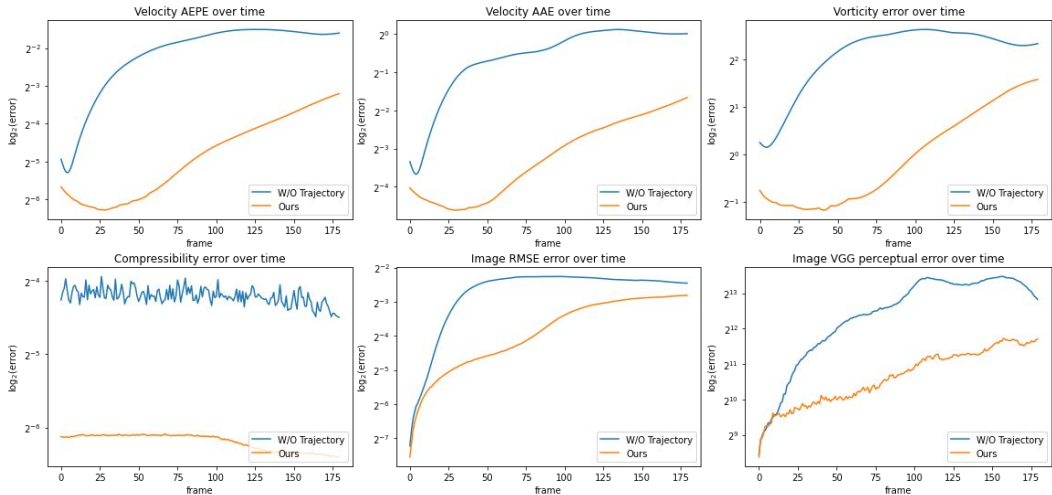 Velocity AEPE over time
2^-2
2^-3
2^-4
2^-5
2^-6
log₂(error)
0 25 50 75 100 125 150 175
frame
W/O Trajectory
Ours
Velocity AAE over time
2^0
2^-1
2^-2
2^-3
2^-4
log₂(error)
0 25 50 75 100 125 150 175
frame
W/O Trajectory
Ours
Vorticity error over time
2^2
2^1
2^0
2^-1
log₂(error)
0 25 50 75 100 125 150 175
frame
W/O Trajectory
Ours
Compressibility error over time
2^-4
2^-5
2^-6
log₂(error)
0 25 50 75 100 125 150 175
frame
W/O Trajectory
Ours
Image RMSE error over time
2^-2
2^-3
2^-4
2^-5
2^-6
2^-7
log₂(error)
0 25 50 75 100 125 150 175
frame
W/O Trajectory
Ours
Image VGG perceptual error over time
2^13
2^12
2^11
2^10
2^9
log₂(error)
0 25 50 75 100 125 150 175
frame
W/O Trajectory
Ours